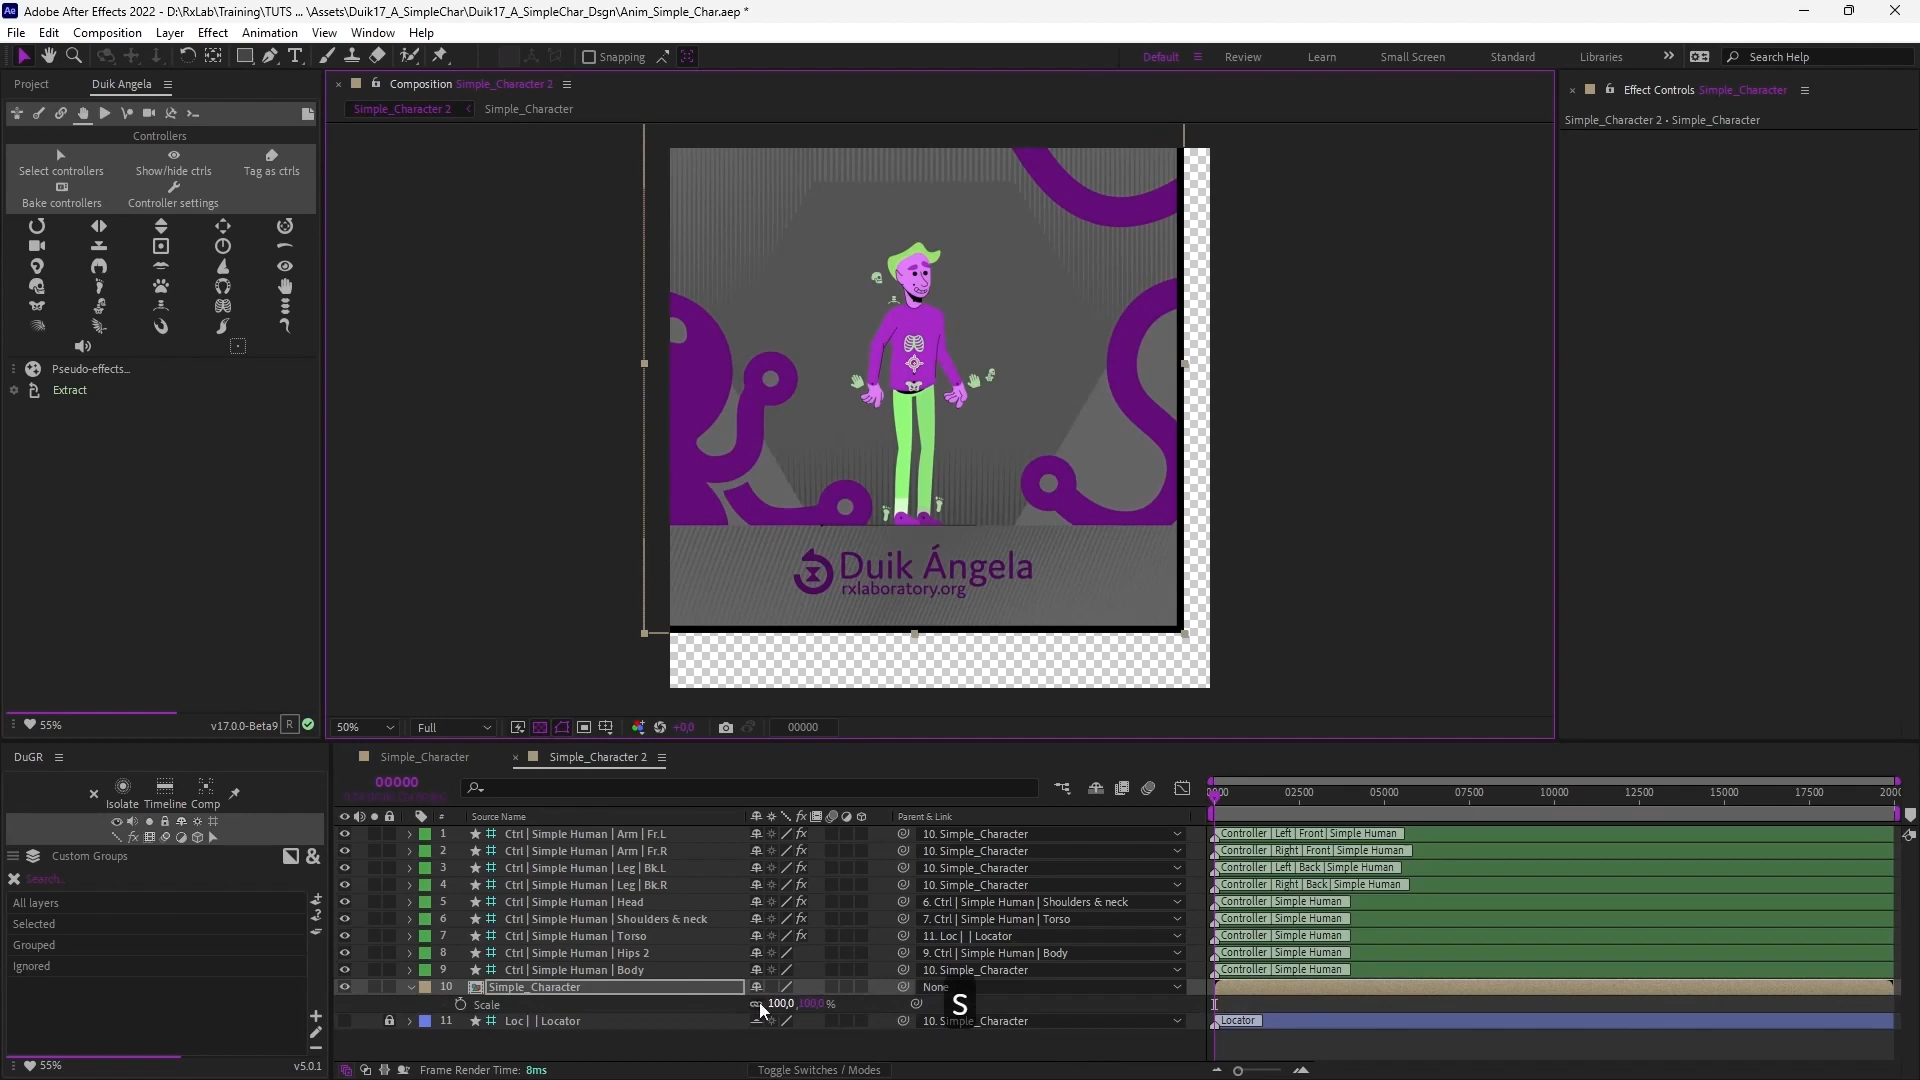 Adobe After Effects 2022 - D:\RxLab\Training\TUTS ... \Assets\Duik17_A_SimpleChar\Duik17_A_SimpleChar_Dsgn\Anim_Simple_Char.aep *
File Edit Composition Layer Effect Animation View Window Help
Snapping Default Review Learn Small Screen Standard Libraries Search Help
Project Duik Angela
Composition Simple_Character 2
Effect Controls Simple_Character
Simple_Character 2 Simple_Character
Simple_Character 2 • Simple_Character
Controllers
Select controllers Show/hide ctrls Tag as ctrls
Bake controllers Controller settings
Pseudo-effects...
Extract
Duik Ángela
rxlaboratory.org
55% v17.0.0-Beta9 R
50% Full +0,0 00000
DuGR
Simple_Character Simple_Character 2
00000
Isolate Timeline Comp
02500 05000 07500 10000 12500 15000 17500 2000
# Source Name Parent & Link
1 Ctrl | Simple Human | Arm | Fr.L 10. Simple_Character Controller | Left | Front | Simple Human
2 Ctrl | Simple Human | Arm | Fr.R 10. Simple_Character Controller | Right | Front | Simple Human
3 Ctrl | Simple Human | Leg | Bk.L 10. Simple_Character Controller | Left | Back | Simple Human
4 Ctrl | Simple Human | Leg | Bk.R 10. Simple_Character Controller | Right | Back | Simple Human
5 Ctrl | Simple Human | Head 6. Ctrl | Simple Human | Shoulders & neck Controller | Simple Human
6 Ctrl | Simple Human | Shoulders & neck 7. Ctrl | Simple Human | Torso Controller | Simple Human
7 Ctrl | Simple Human | Torso 11. Loc | | Locator Controller | Simple Human
8 Ctrl | Simple Human | Hips 2 9. Ctrl | Simple Human | Body Controller | Simple Human
9 Ctrl | Simple Human | Body 10. Simple_Character Controller | Simple Human
10 Simple_Character None
Scale 100,0 ,100,0 % S
11 Loc | | Locator 10. Simple_Character Locator
Custom Groups &
Search...
All layers
Selected
Grouped
Ignored
55% v5.0.1
Frame Render Time: 8ms Toggle Switches / Modes